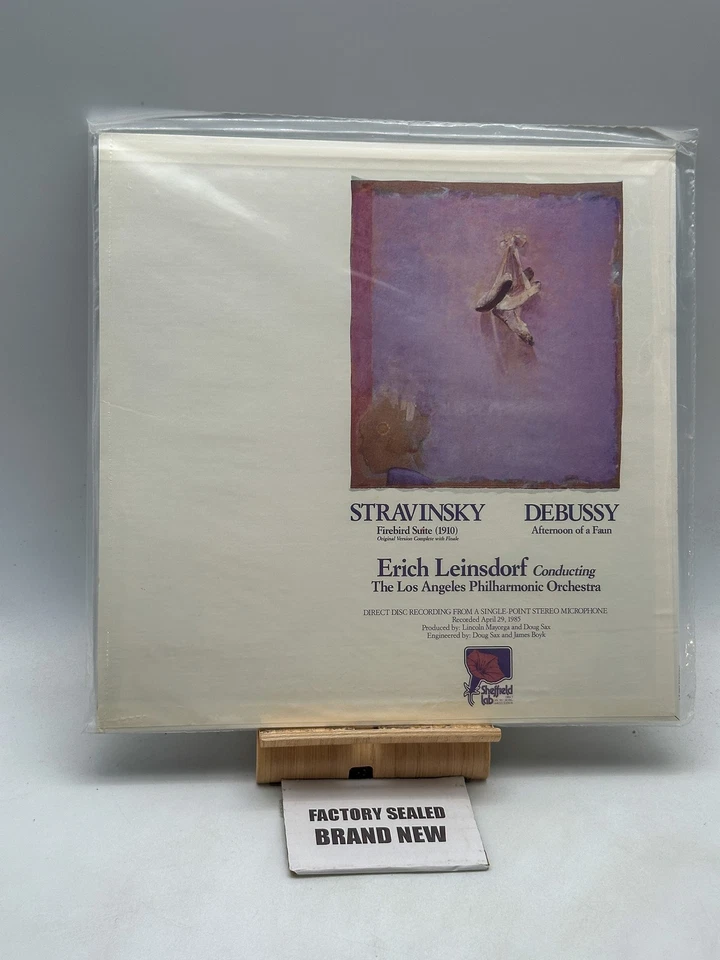 STRAVINSKY DEBUSSY
Firebird Suite (1910) Afternoon of a Faun
Original Version Complete with Finale
Erich Leinsdorf Conducting
The Los Angeles Philharmonic Orchestra
DIRECT DISC RECORDING FROM A SINGLE-POINT STEREO MICROPHONE
Recorded April 29, 1985
Produced by: Lincoln Mayorga and Doug Sax
Engineered by: Doug Sax and James Boyk
Sheffield
Lab
FACTORY SEALED
BRAND NEW